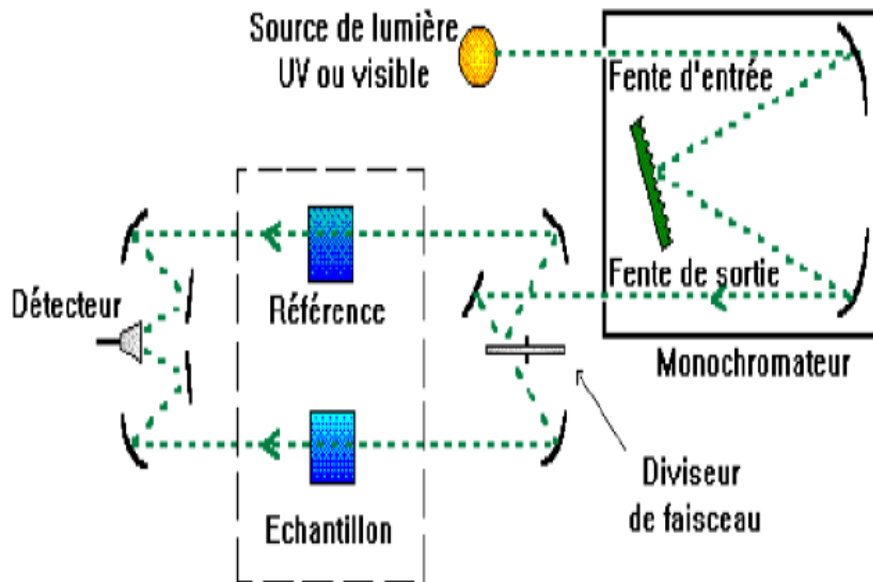 Source de lumière
UV ou visible
Fente d'entrée
Fente de sortie
Monochromateur
Référence
Détecteur
Echantillon
Diviseur
de faisceau